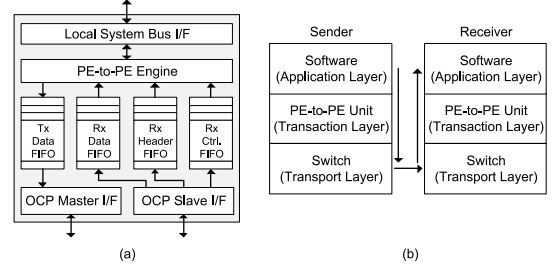 Local System Bus I/F
PE-to-PE Engine
Tx
Data
FIFO
Rx
Data
FIFO
Rx
Header
FIFO
Rx
Ctrl.
FIFO
OCP Master I/F
OCP Slave I/F
(a)
Sender
Receiver
Software
(Application Layer)
Software
(Application Layer)
PE-to-PE Unit
(Transaction Layer)
PE-to-PE Unit
(Transaction Layer)
Switch
(Transport Layer)
Switch
(Transport Layer)
(b)